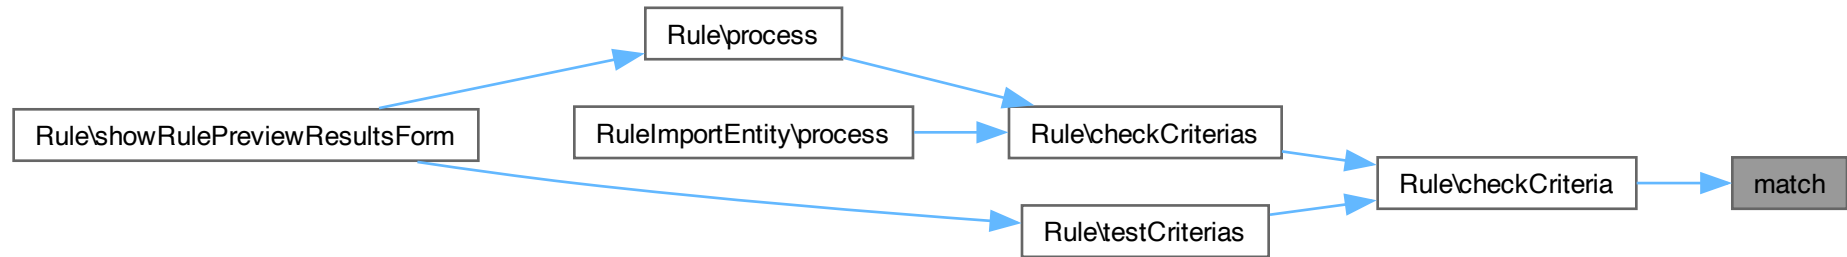 Rule\process
Rule\showRulePreviewResultsForm
RuleImportEntity\process
Rule\checkCriterias
Rule\checkCriteria
match
Rule\testCriterias